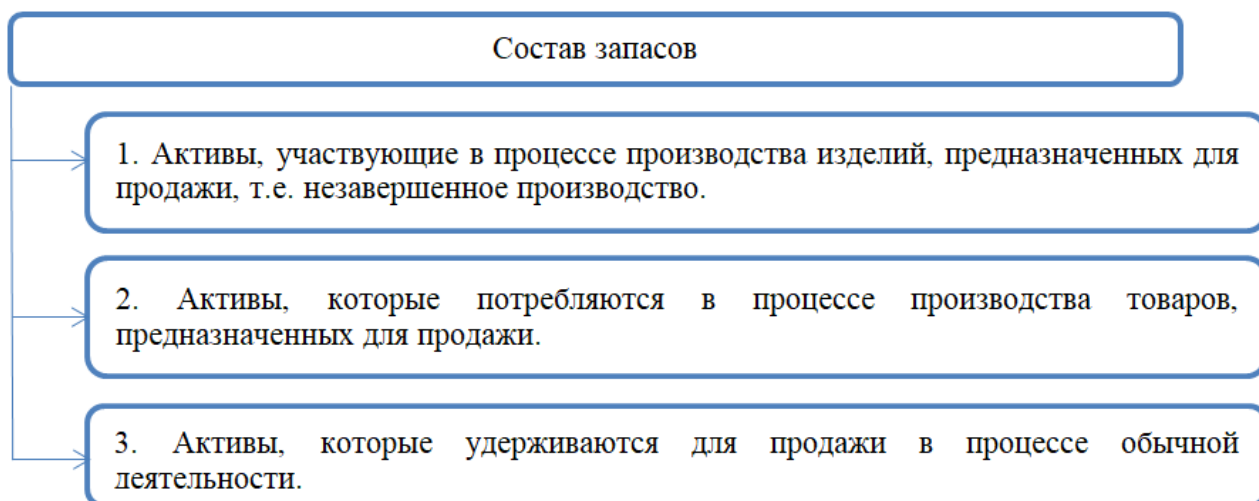 Состав запасов
1. Активы, участвующие в процессе производства изделий, предназначенных для
продажи, т.е. незавершенное производство.
2. Активы, которые потребляются в процессе производства товаров,
предназначенных для продажи.
3. Активы, которые удерживаются для продажи в процессе обычной
деятельности.